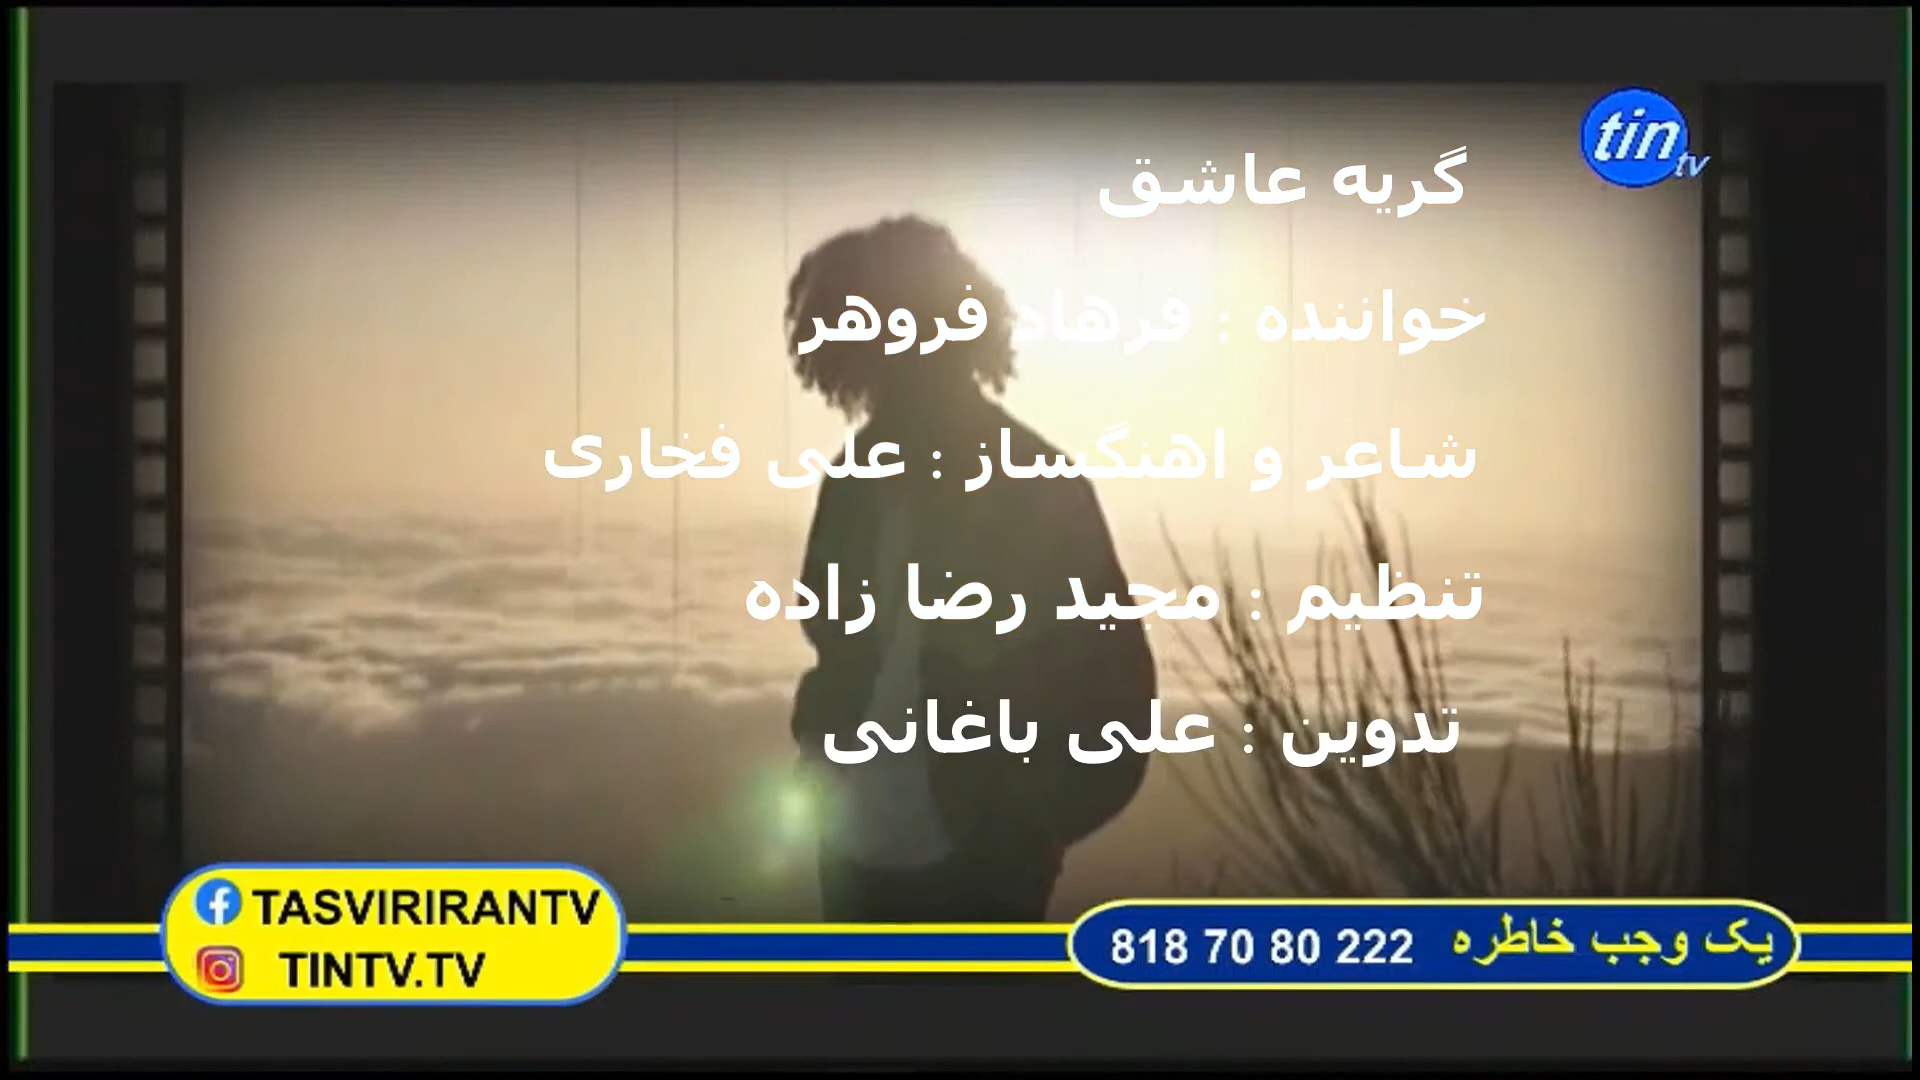 tin tv
گریه عاشق
خواننده : فرهاد فروهر
شاعر و اهنگساز : علی فخاری
تنظیم : مجید رضا زاده
تدوین : علی باغانی
TASVIRIRANTV
TINTV.TV
یک وجب خاطره 818 70 80 222